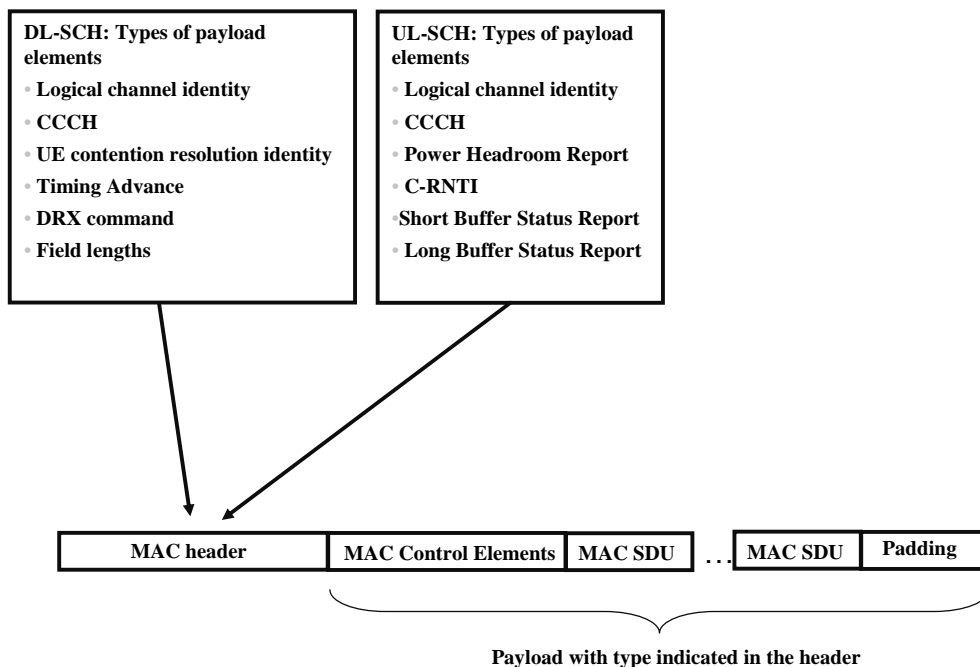 DL-SCH: Types of payload
elements
• Logical channel identity
• CCCH
• UE contention resolution identity
• Timing Advance
• DRX command
• Field lengths
UL-SCH: Types of payload
elements
• Logical channel identity
• CCCH
• Power Headroom Report
• C-RNTI
•Short Buffer Status Report
• Long Buffer Status Report
MAC header
MAC Control Elements
MAC SDU
...
MAC SDU
Padding
Payload with type indicated in the header